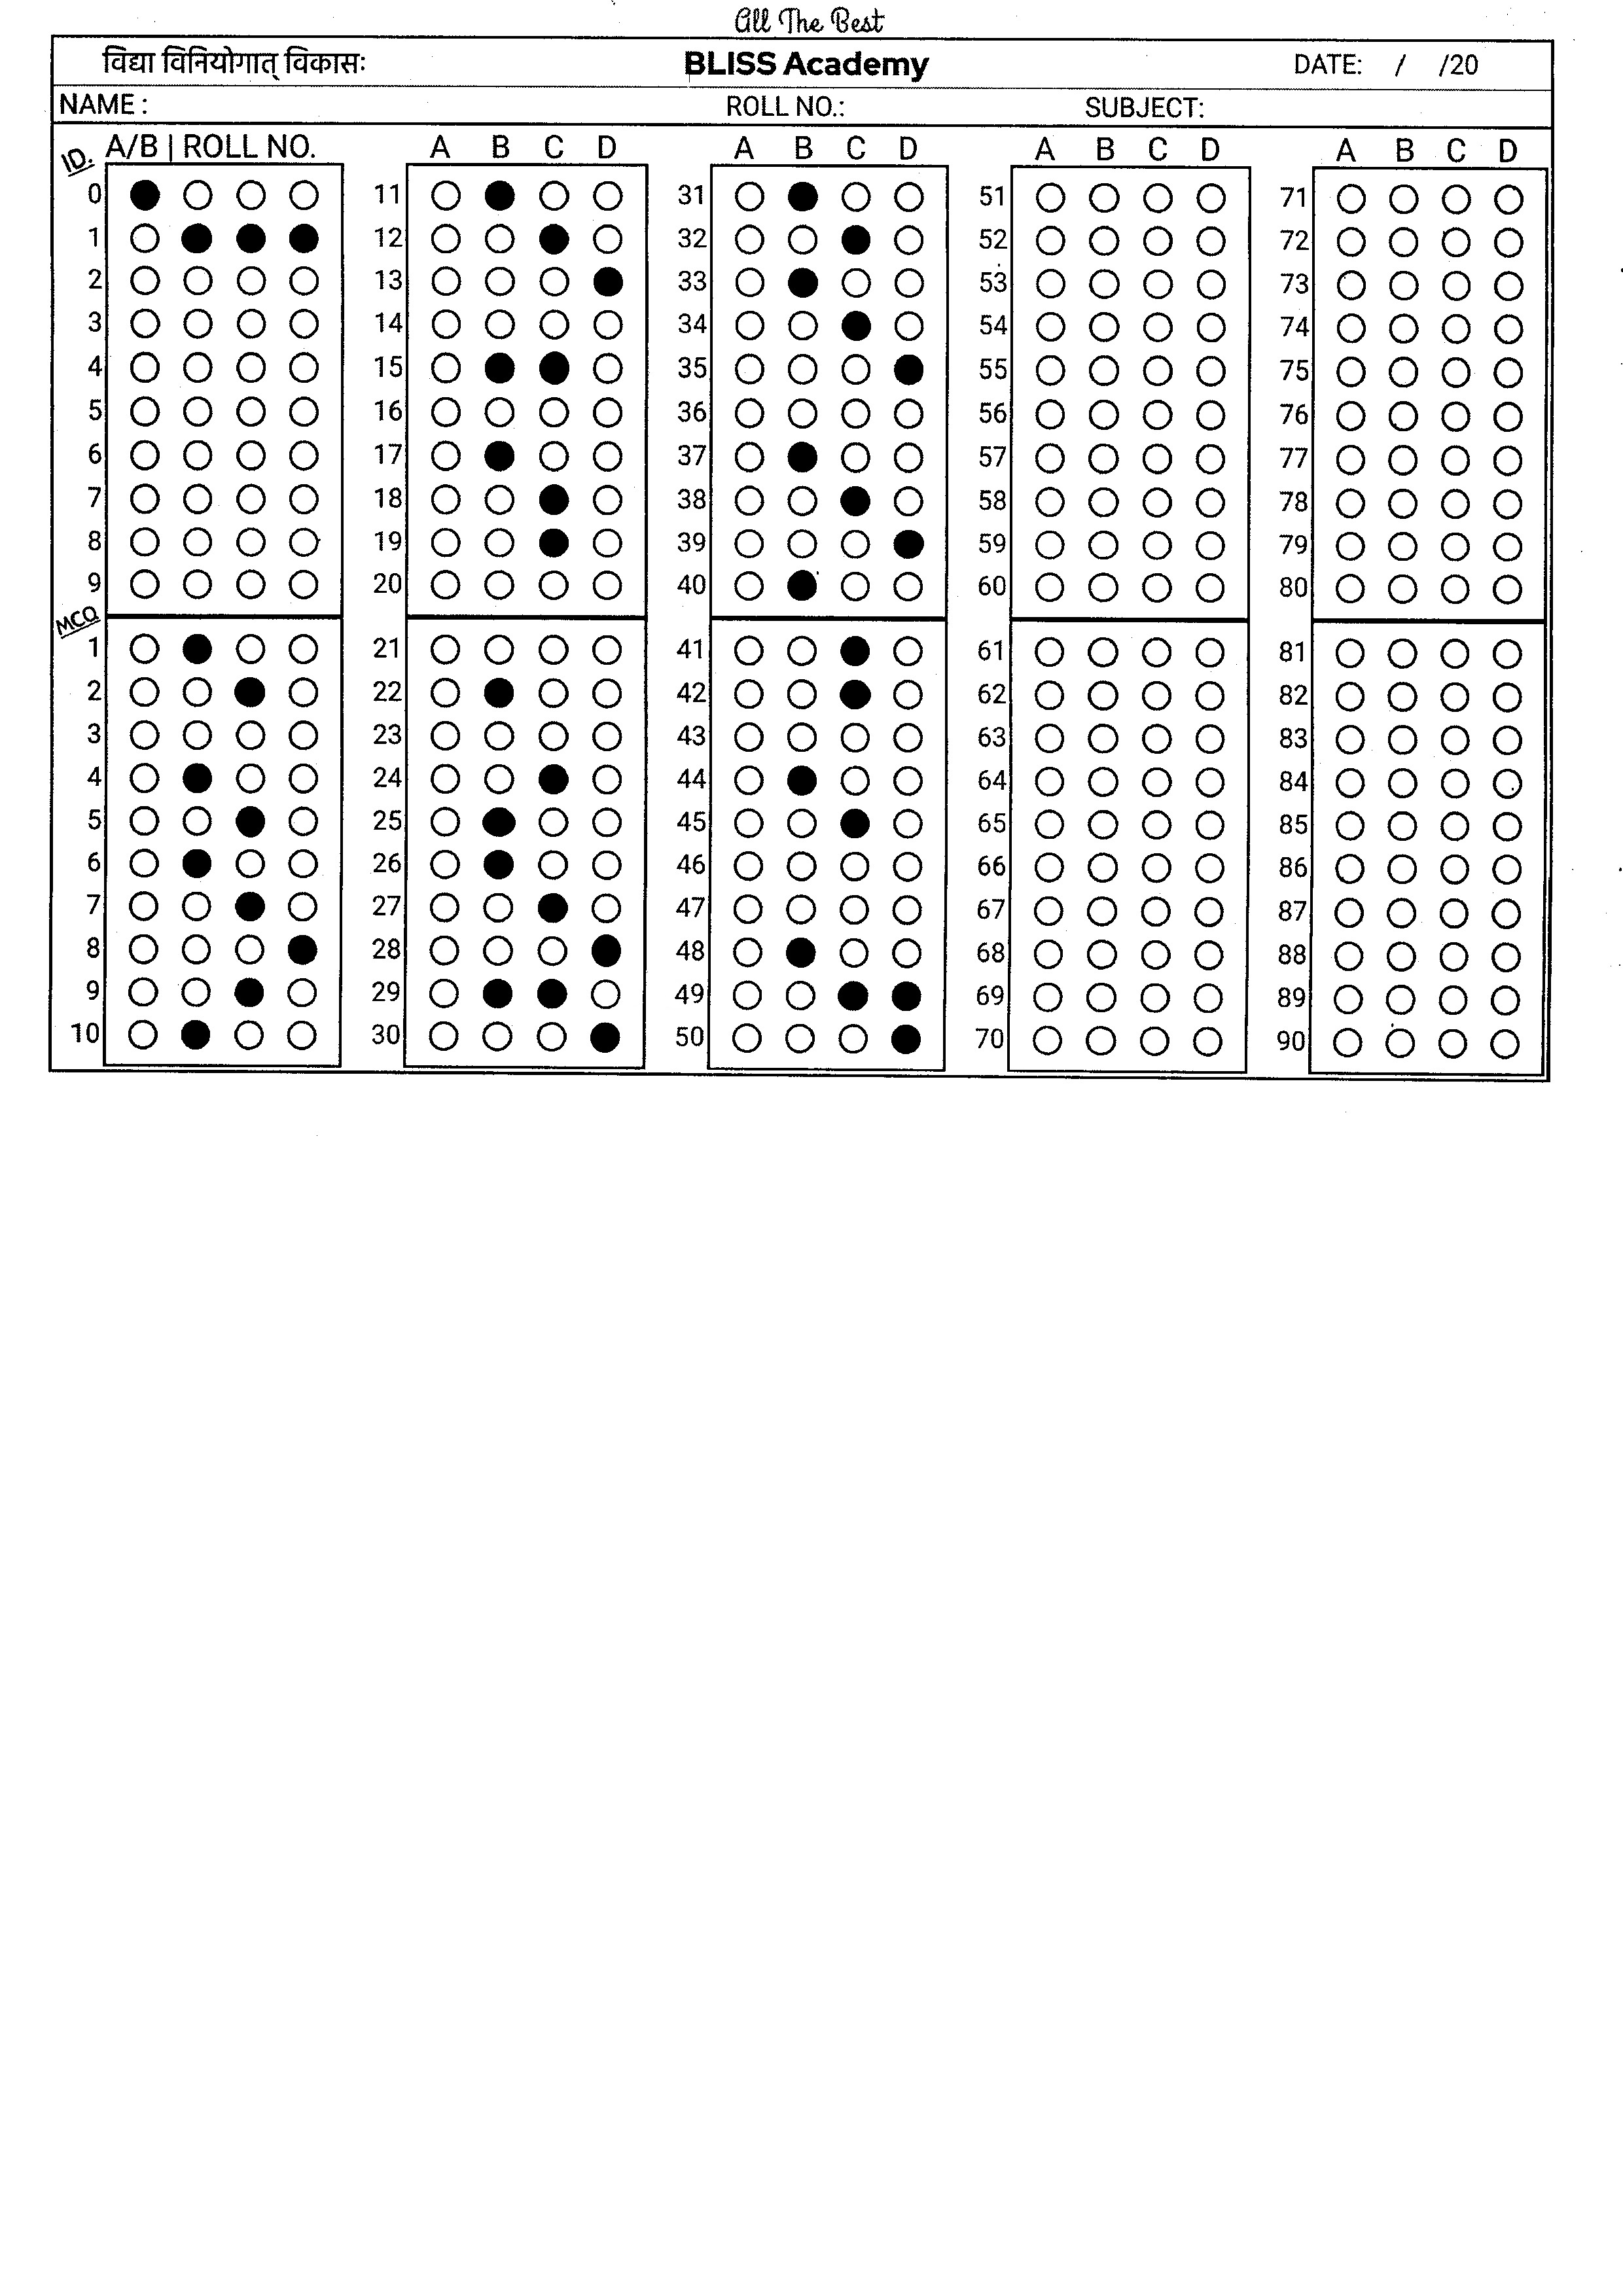 All The Best
विद्या विनियोगात् विकासः BLISS Academy DATE: / /20
NAME : ROLL NO.: SUBJECT:
ID. A/B | ROLL NO. A B C D A B C D A B C D A B C D
0 11 31 51 71
1 12 32 52 72
2 13 33 53 73
3 14 34 54 74
4 15 35 55 75
5 16 36 56 76
6 17 37 57 77
7 18 38 58 78
8 19 39 59 79
9 20 40 60 80
MCQ
1 21 41 61 81
2 22 42 62 82
3 23 43 63 83
4 24 44 64 84
5 25 45 65 85
6 26 46 66 86
7 27 47 67 87
8 28 48 68 88
9 29 49 69 89
10 30 50 70 90